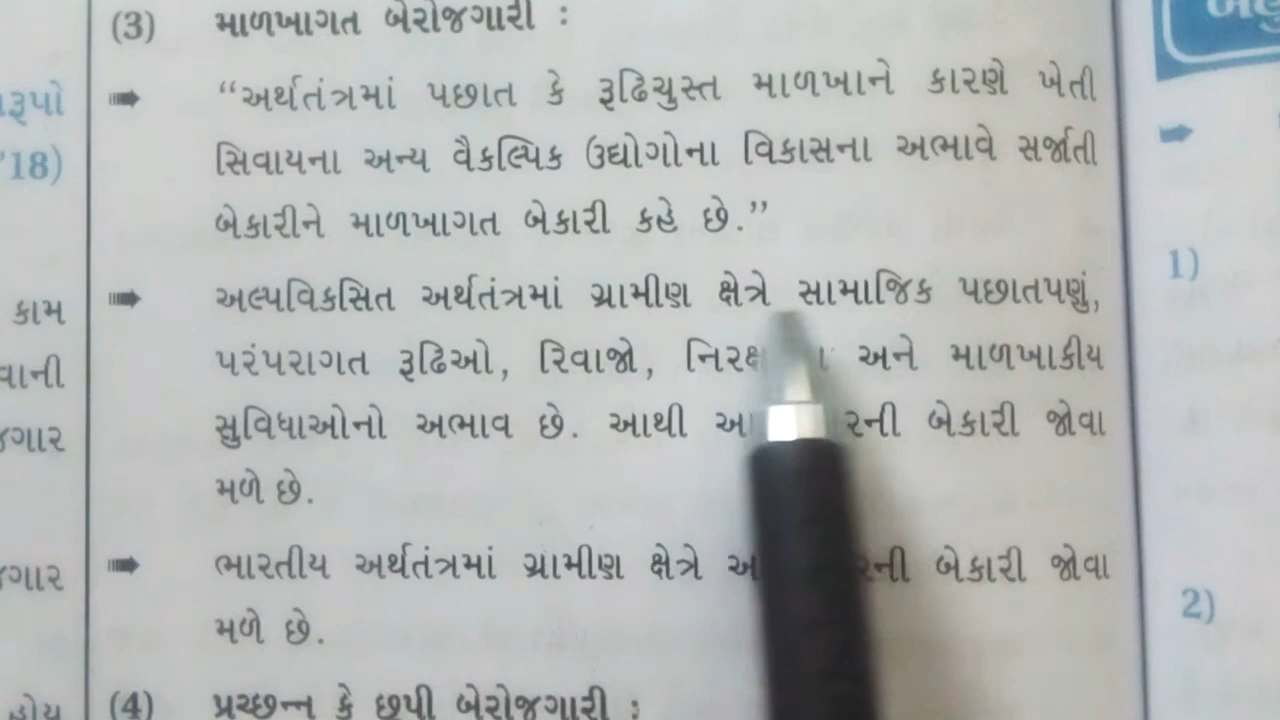 (3) માળખાગત બેરોજગારી :
“અર્થતંત્રમાં પછાત કે રૂઢિચુસ્ત માળખાને કારણે ખેતી
સિવાયના અન્ય વૈકલ્પિક ઉદ્યોગોના વિકાસના અભાવે સર્જાતી
બેકારીને માળખાગત બેકારી કહે છે.”
અલ્પવિકસિત અર્થતંત્રમાં ગ્રામીણ ક્ષેત્રે સામાજિક પછાતપણું,
પરંપરાગત રૂઢિઓ, રિવાજો, અને માળખાકીય
સુવિધાઓનો અભાવ છે. આથી બેકારી જોવા
મળે છે.
ભારતીય અર્થતંત્રમાં ગ્રામીણ ક્ષેત્રે બેકારી જોવા
મળે છે.
(4) પ્રચ્છન્ન કે છૂપી બેરોજગારી :
'18)
કામ
1)
2)